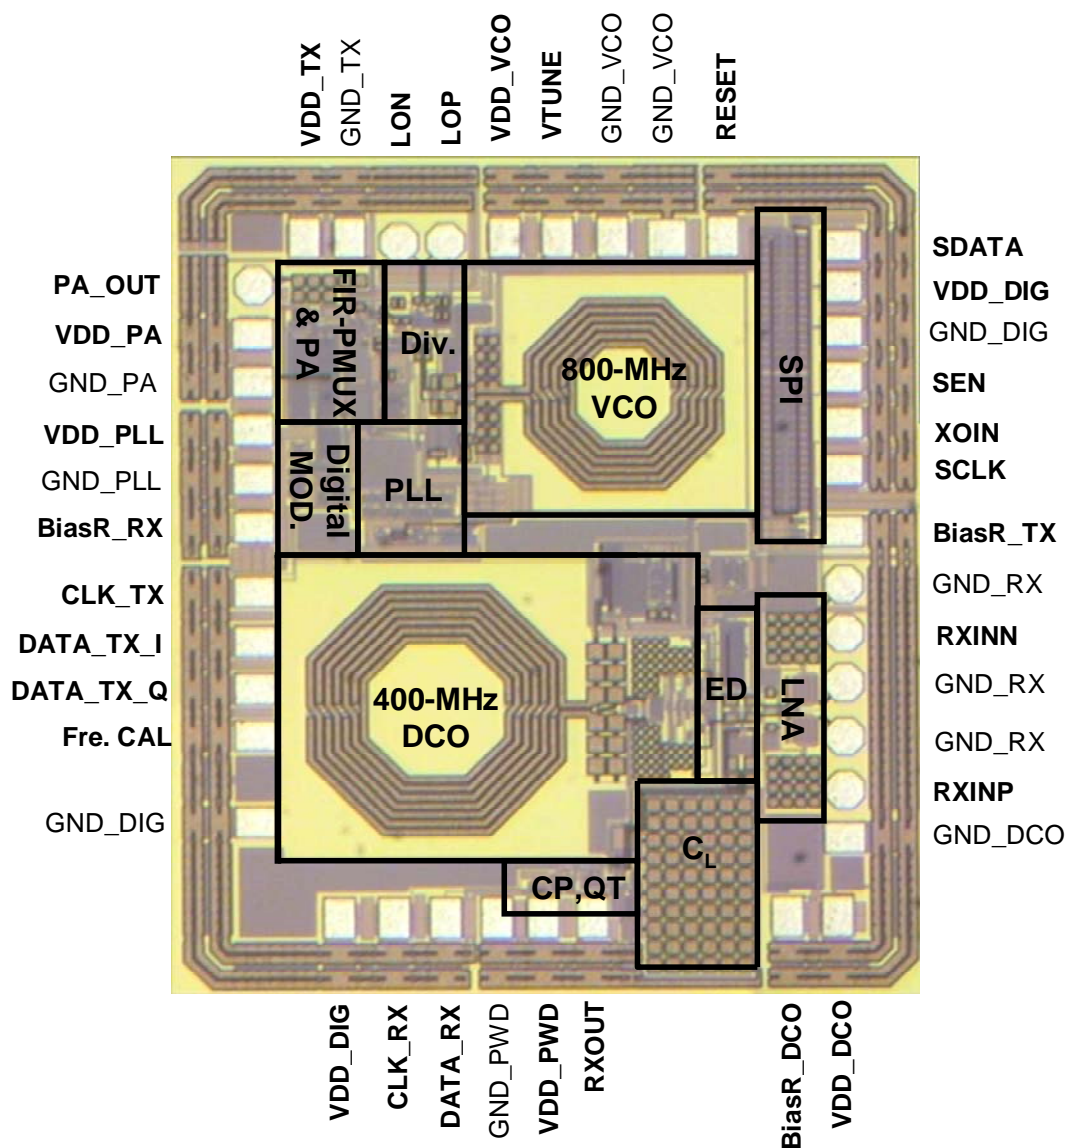 VDD_TX
GND_TX
LON
LOP
VDD_VCO
VTUNE
GND_VCO
GND_VCO
RESET
PA_OUT
VDD_PA
GND_PA
VDD_PLL
GND_PLL
BiasR_RX
CLK_TX
DATA_TX_I
DATA_TX_Q
Fre. CAL
GND_DIG
FIR-PMUX
& PA
Div.
800-MHz
VCO
SPI
Digital
MOD.
PLL
400-MHz
DCO
ED
LNA
CL
CP,QT
SDATA
VDD_DIG
GND_DIG
SEN
XOIN
SCLK
BiasR_TX
GND_RX
RXINN
GND_RX
GND_RX
RXINP
GND_DCO
VDD_DIG
CLK_RX
DATA_RX
GND_PWD
VDD_PWD
RXOUT
BiasR_DCO
VDD_DCO